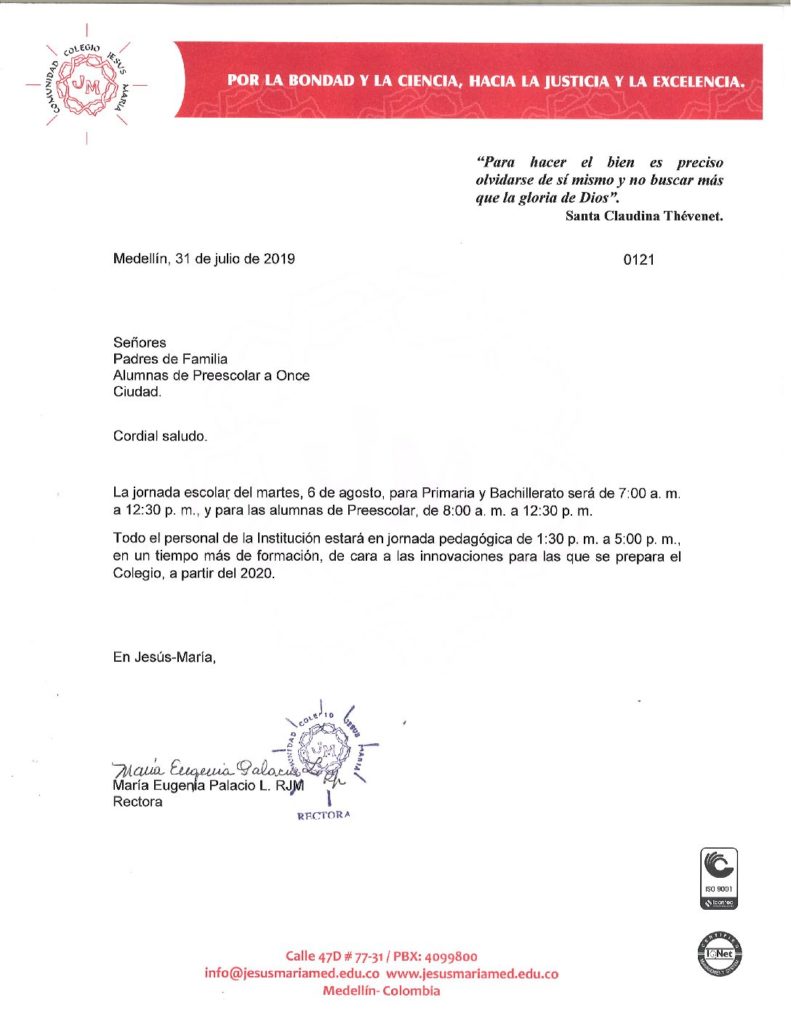 COMUNIDAD COLEGIO JESUS MARIA
JM
POR LA BONDAD Y LA CIENCIA, HACIA LA JUSTICIA Y LA EXCELENCIA.
“Para hacer el bien es preciso
olvidarse de sí mismo y no buscar más
que la gloria de Dios”.
Santa Claudina Thévenet.
Medellín, 31 de julio de 2019 0121
Señores
Padres de Familia
Alumnas de Preescolar a Once
Ciudad.
Cordial saludo.
La jornada escolar del martes, 6 de agosto, para Primaria y Bachillerato será de 7:00 a. m.
a 12:30 p. m., y para las alumnas de Preescolar, de 8:00 a. m. a 12:30 p. m.
Todo el personal de la Institución estará en jornada pedagógica de 1:30 p. m. a 5:00 p. m.,
en un tiempo más de formación, de cara a las innovaciones para las que se prepara el
Colegio, a partir del 2020.
En Jesús-María,
COMUNIDAD COLEGIO JESUS MARIA
JM
María Eugenia Palacio L.
María Eugenia Palacio L. RJM
Rectora
RECTORA
ISO 9001
icontec
CERTIFIED
IQNet
MANAGEMENT SYSTEM
Calle 47D # 77-31 / PBX: 4099800
info@jesusmariamed.edu.co www.jesusmariamed.edu.co
Medellín- Colombia